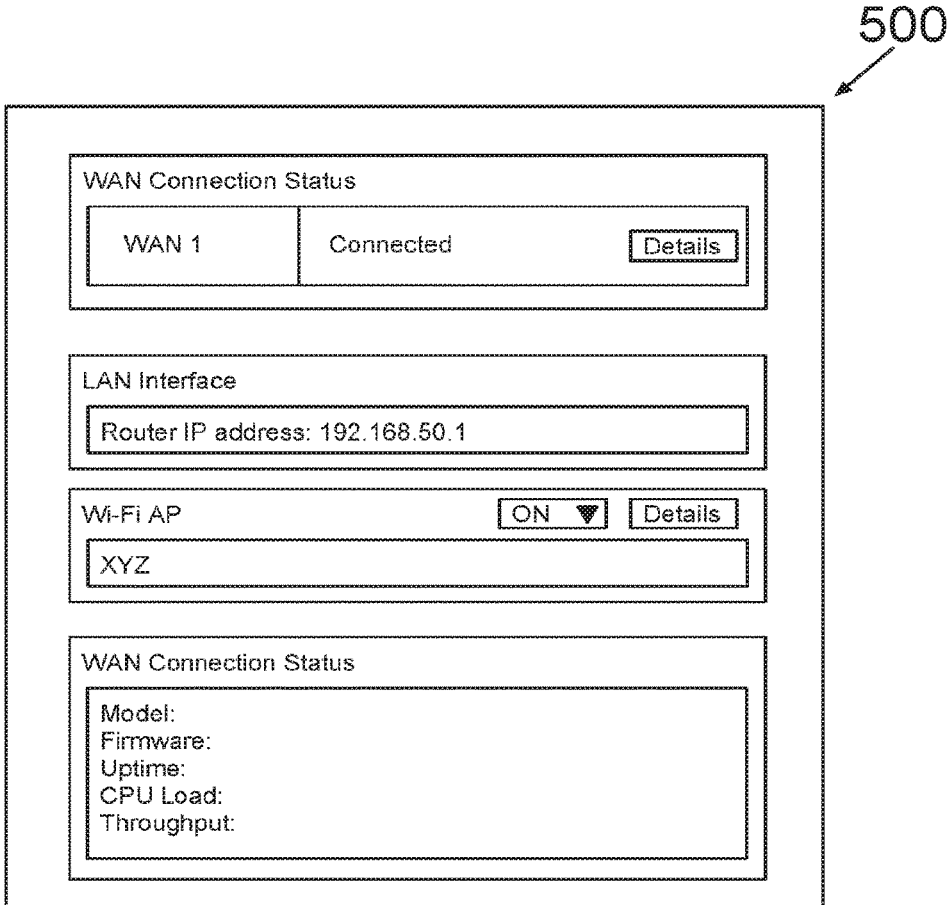 500
WAN Connection Status
WAN 1 Connected Details
LAN Interface
Router IP address: 192.168.50.1
Wi-Fi AP ON Details
XYZ
WAN Connection Status
Model:
Firmware:
Uptime:
CPU Load:
Throughput: